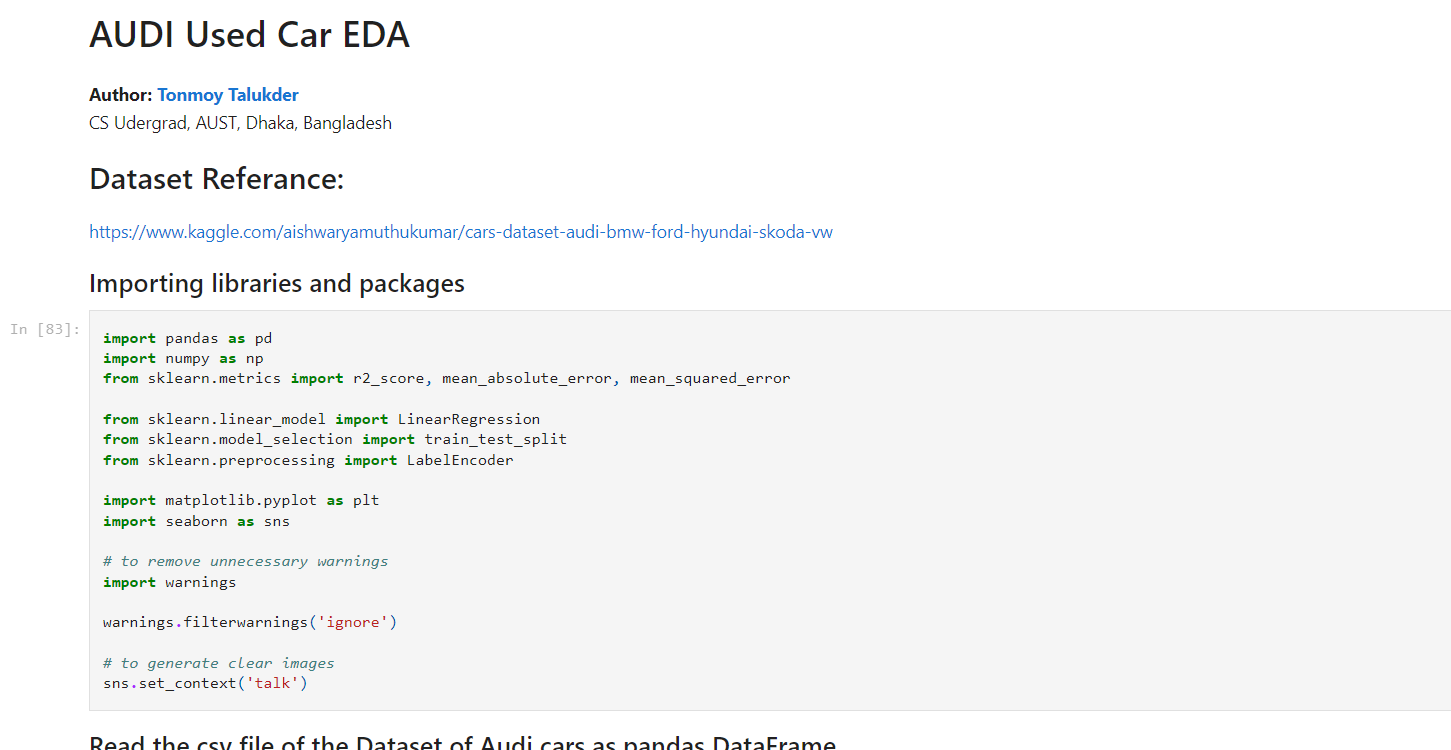 AUDI Used Car EDA
Author: Tonmoy Talukder
CS Udergrad, AUST, Dhaka, Bangladesh
Dataset Referance:
https://www.kaggle.com/aishwaryamuthukumar/cars-dataset-audi-bmw-ford-hyundai-skoda-vw
Importing libraries and packages
In [83]:
import pandas as pd
import numpy as np
from sklearn.metrics import r2_score, mean_absolute_error, mean_squared_error
from sklearn.linear_model import LinearRegression
from sklearn.model_selection import train_test_split
from sklearn.preprocessing import LabelEncoder
import matplotlib.pyplot as plt
import seaborn as sns
# to remove unnecessary warnings
import warnings
warnings.filterwarnings('ignore')
# to generate clear images
sns.set_context('talk')
Read the csv file of the Dataset of Audi cars as pandas DataFrame